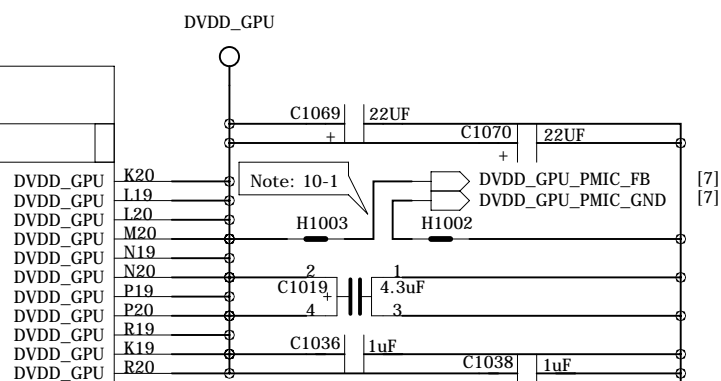 DVDD_GPU
C1069 22UF
+
C1070 22UF
+
DVDD_GPU K20
Note: 10-1
DVDD_GPU_PMIC_FB [7]
DVDD_GPU L19
DVDD_GPU_PMIC_GND [7]
DVDD_GPU L20
DVDD_GPU M20
H1003
H1002
DVDD_GPU N19
DVDD_GPU N20
2
1
DVDD_GPU P19
C1019 + 4.3uF
DVDD_GPU P20
4
3
DVDD_GPU R19
DVDD_GPU K19
C1036 1uF
DVDD_GPU R20
C1038 1uF